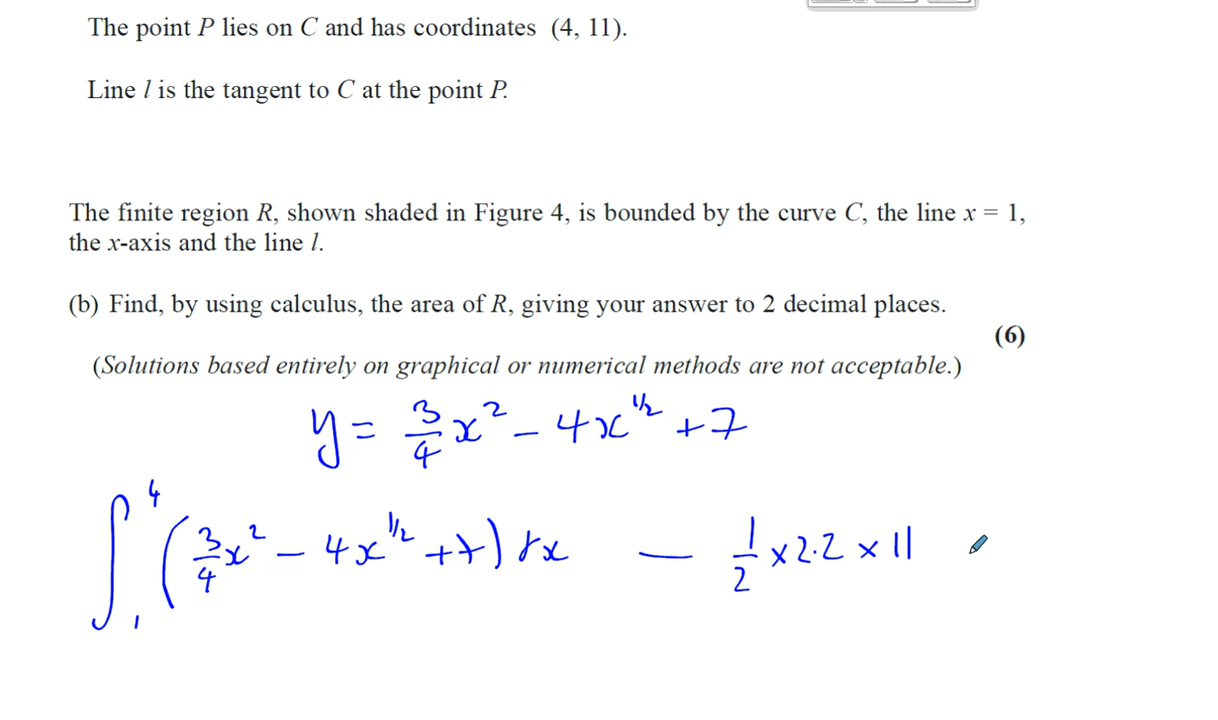 The point P lies on C and has coordinates (4, 11).
Line l is the tangent to C at the point P.
The finite region R, shown shaded in Figure 4, is bounded by the curve C, the line x = 1,
the x-axis and the line l.
(b) Find, by using calculus, the area of R, giving your answer to 2 decimal places.
(6)
(Solutions based entirely on graphical or numerical methods are not acceptable.)
y = 3/4 x² - 4x^1/2 + 7
∫₁⁴ (3/4 x² - 4x^1/2 + 7) dx - 1/2 × 2.2 × 11